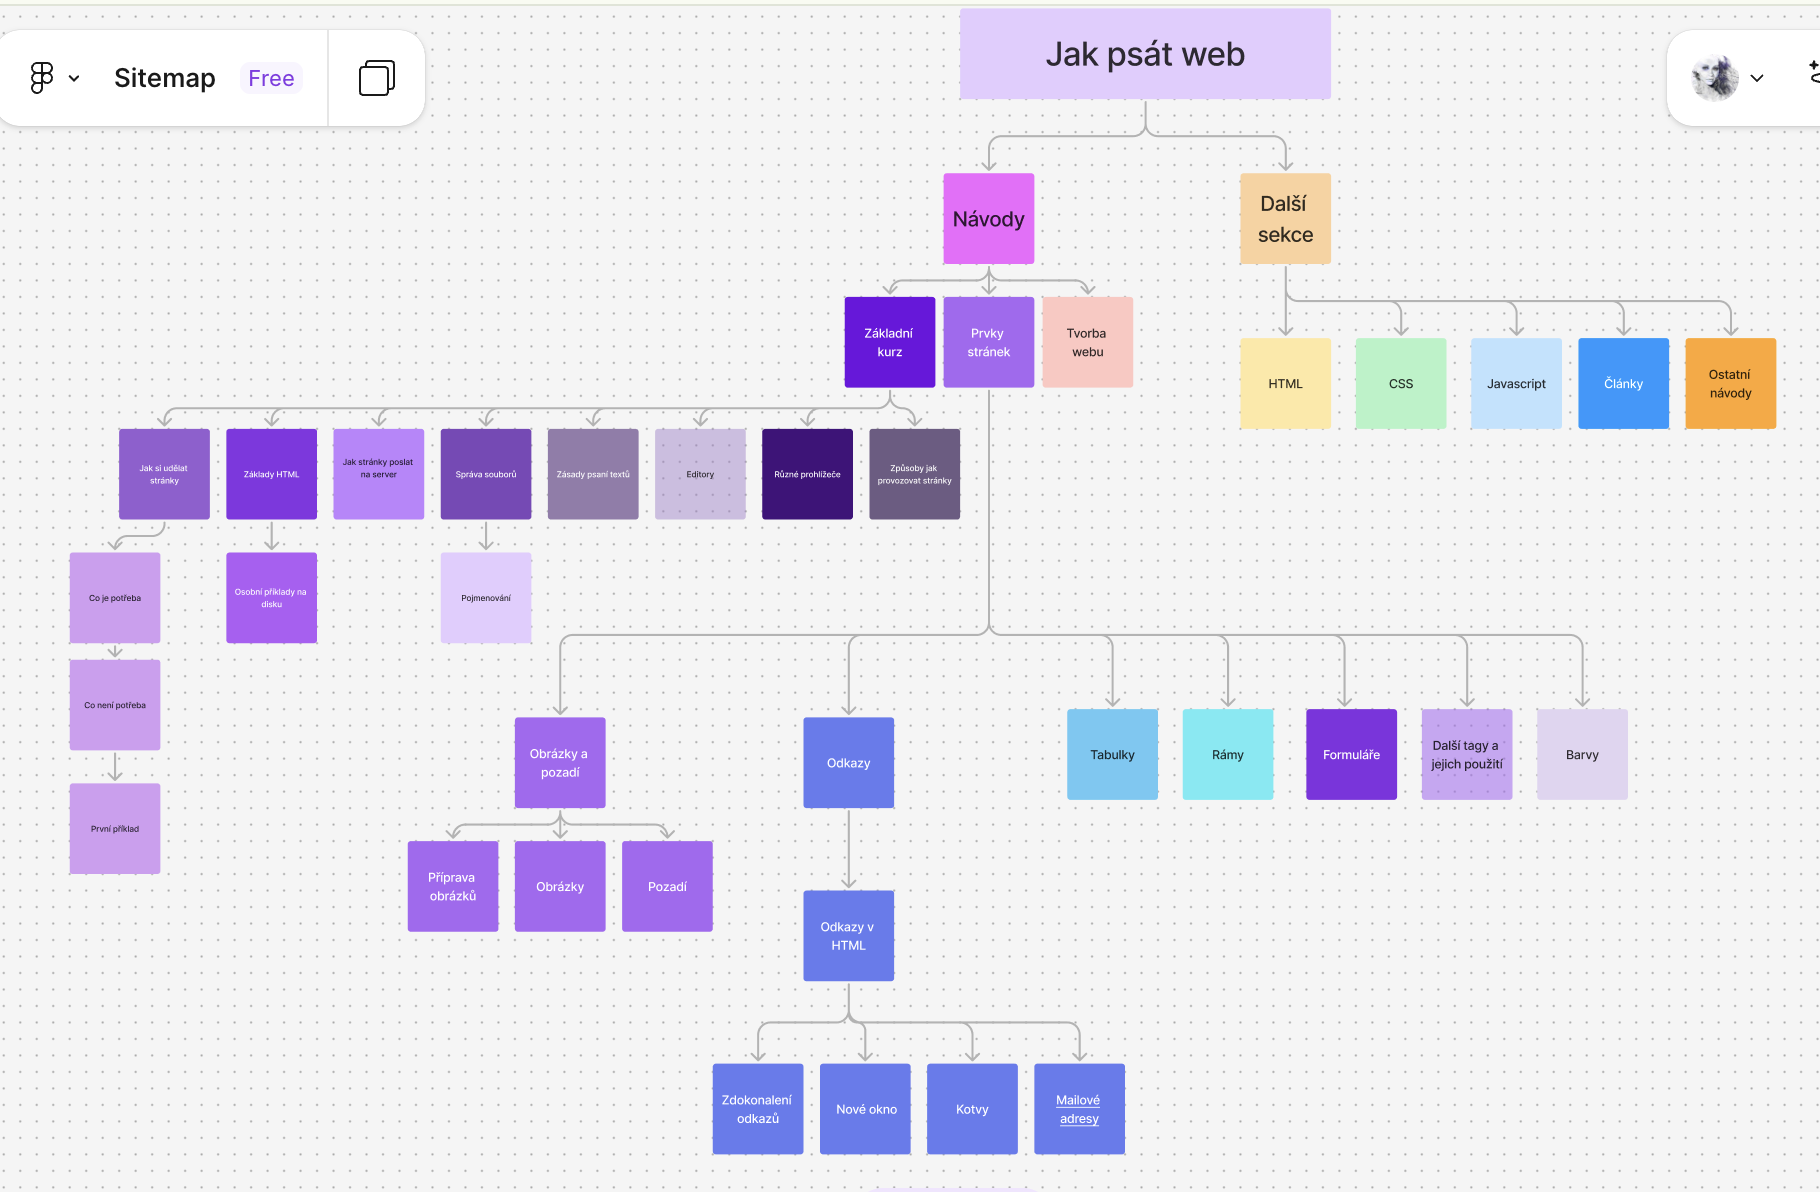 Sitemap
Free
Jak psát web
Návody
Další
sekce
Základní
kurz
Prvky
stránek
Tvorba
webu
HTML
CSS
Javascript
Články
Ostatní
návody
Jak si udělat
stránky
Základy HTML
Jak stránky poslat
na server
Správa souborů
Zásady psaní textů
Editory
Různé prohlížeče
Způsoby jak
provozovat stránky
Co je potřeba
Osobní příklady na
disku
Pojmenování
Co není potřeba
První příklad
Obrázky a
pozadí
Odkazy
Tabulky
Rámy
Formuláře
Další tagy a
jejich použití
Barvy
Příprava
obrázků
Obrázky
Pozadí
Odkazy v
HTML
Zdokonalení
odkazů
Nové okno
Kotvy
Mailové
adresy